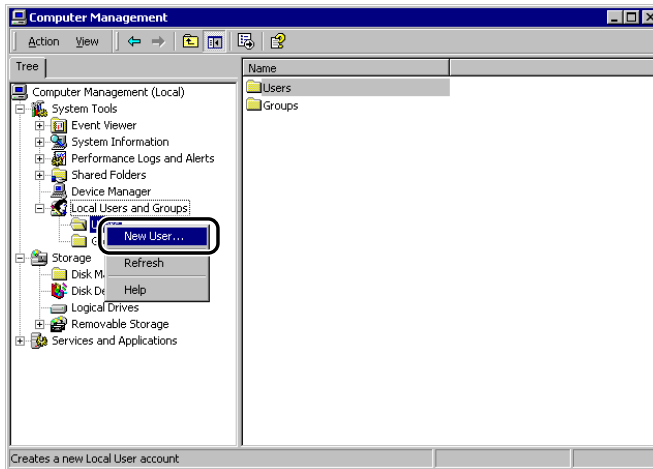 Computer Management
Action View
Tree
Name
Computer Management (Local)
Users
System Tools
Groups
Event Viewer
System Information
Performance Logs and Alerts
Shared Folders
Device Manager
Local Users and Groups
New User...
Storage
Refresh
Disk
Disk
Help
Logical Drives
Removable Storage
Services and Applications
Creates a new Local User account